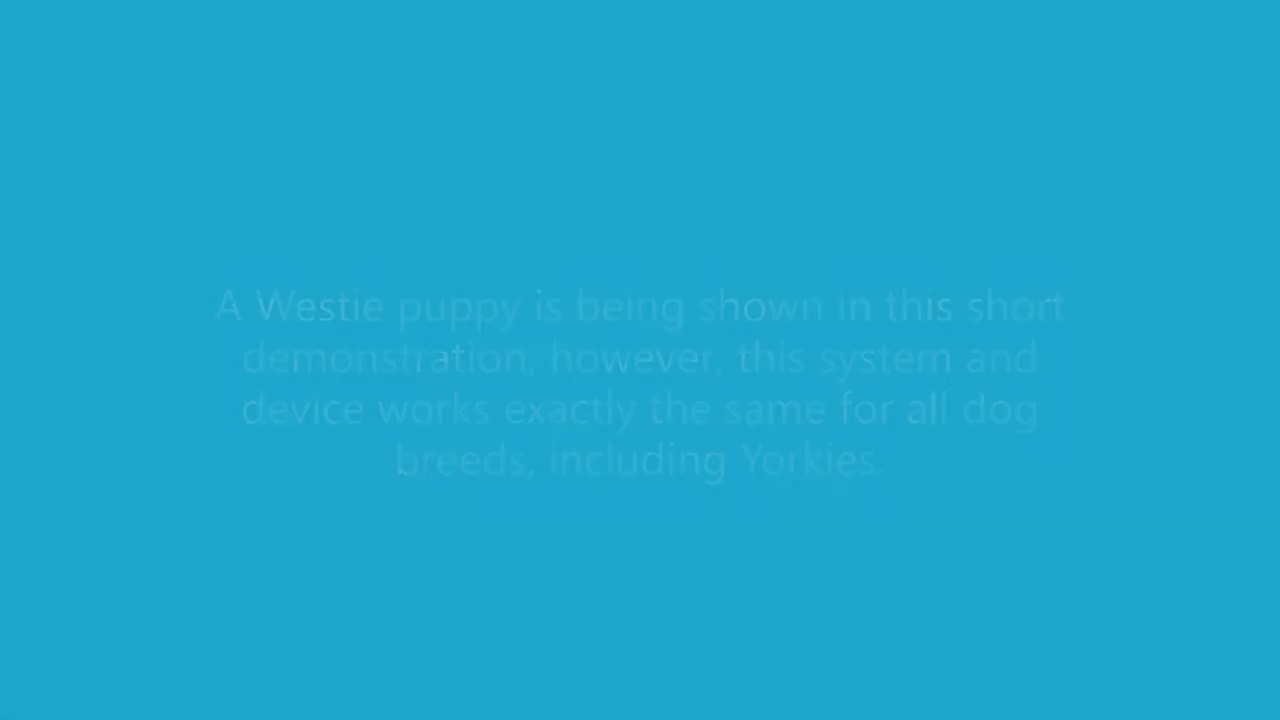 A Westie puppy is being shown in this short
demonstration, however, this system and
device works exactly the same for all dog
breeds, including Yorkies.